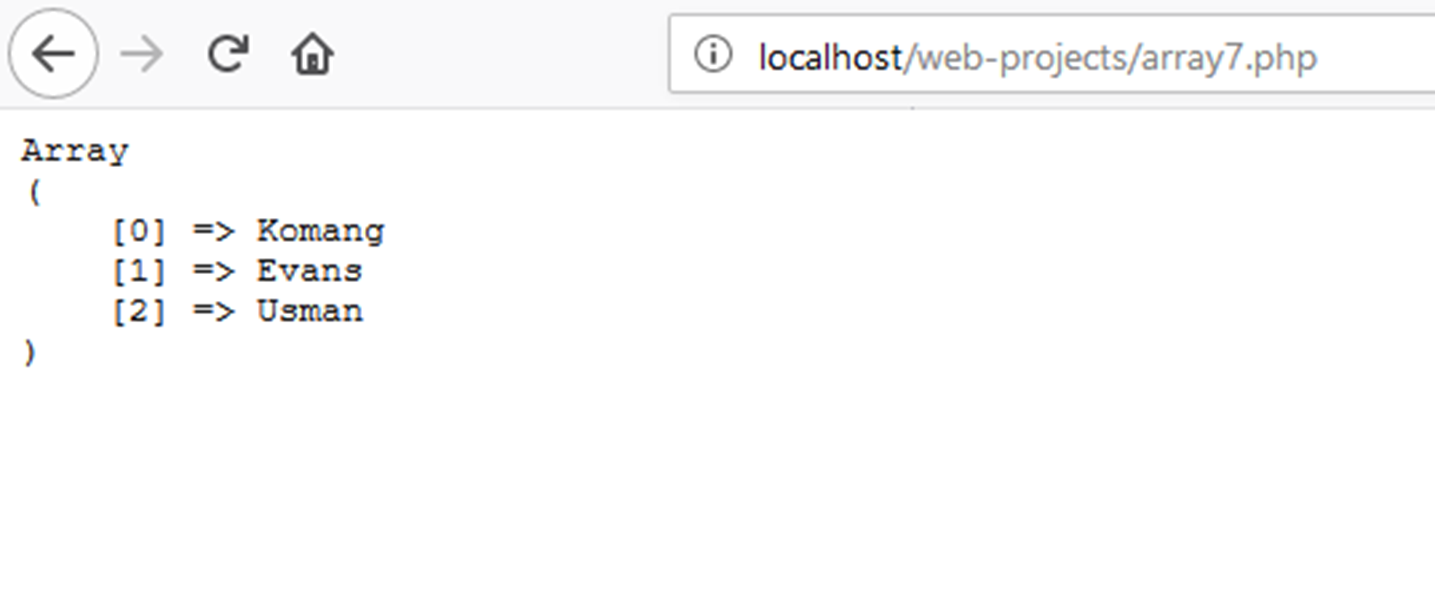 localhost/web-projects/array7.php
Array
(
    [0] => Komang
    [1] => Evans
    [2] => Usman
)